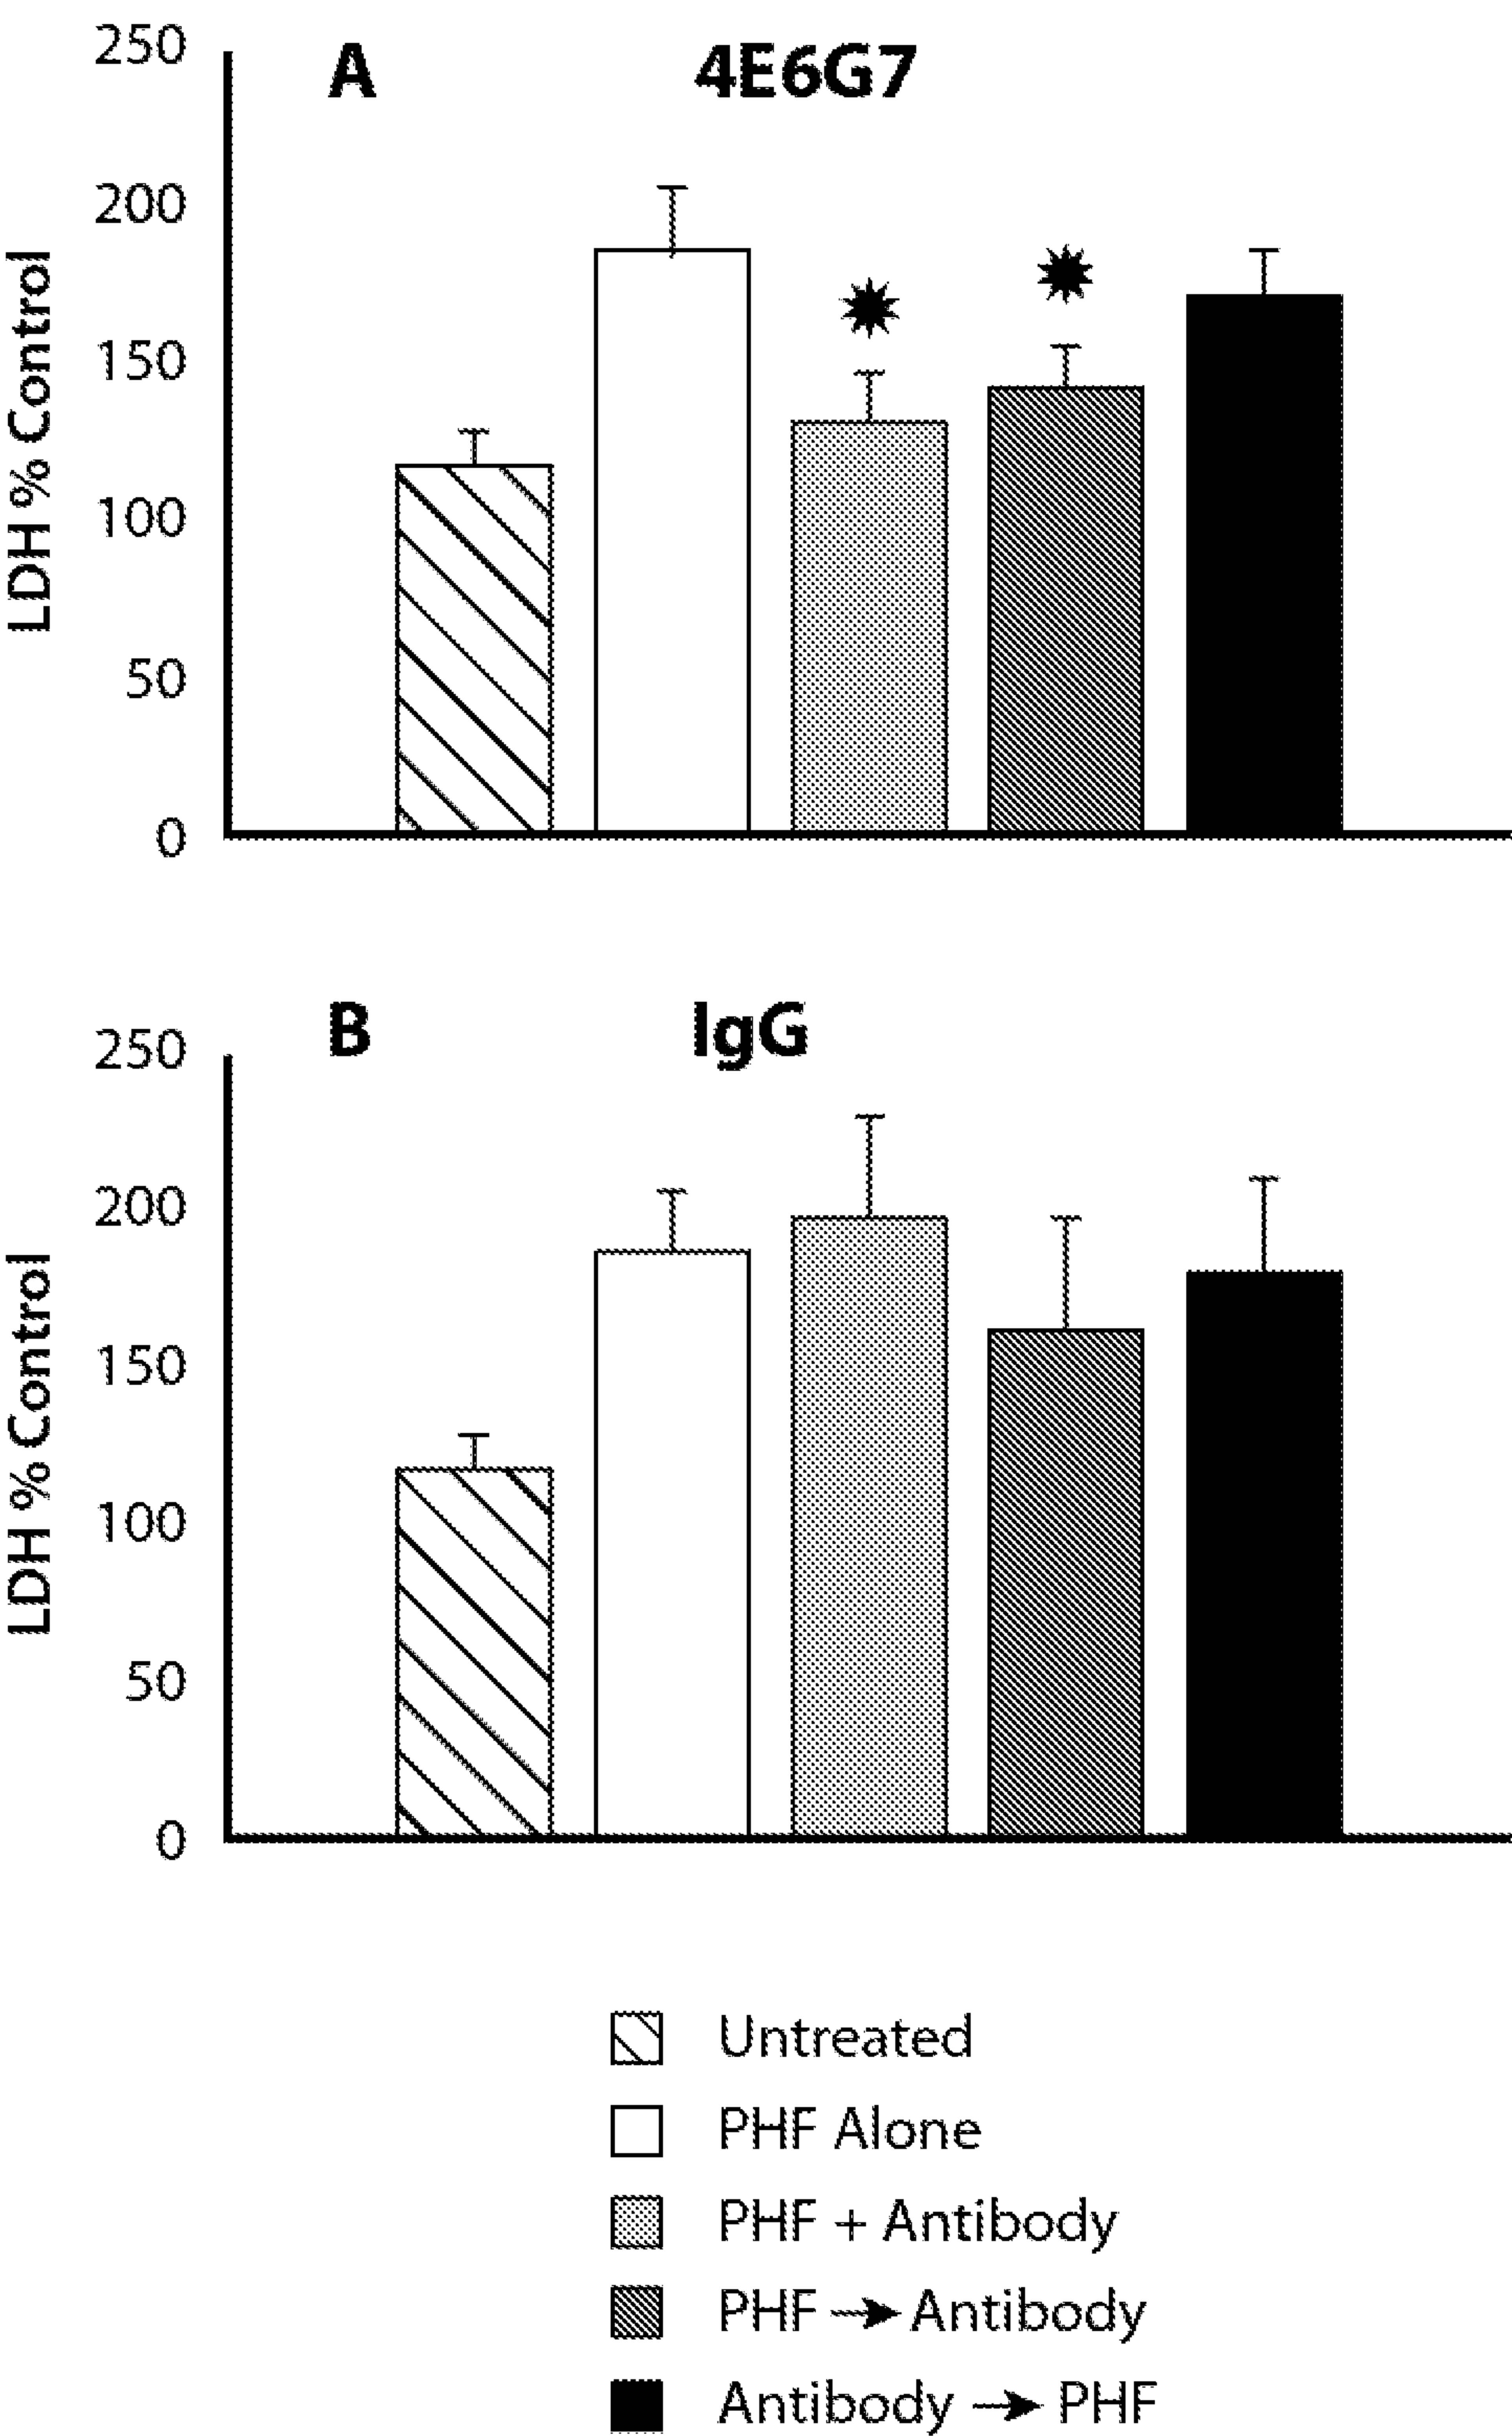 A 4E6G7
250
200
150
100
50
0
LDH % Control
B IgG
250
200
150
100
50
0
LDH % Control
Untreated
PHF Alone
PHF + Antibody
PHF → Antibody
Antibody → PHF